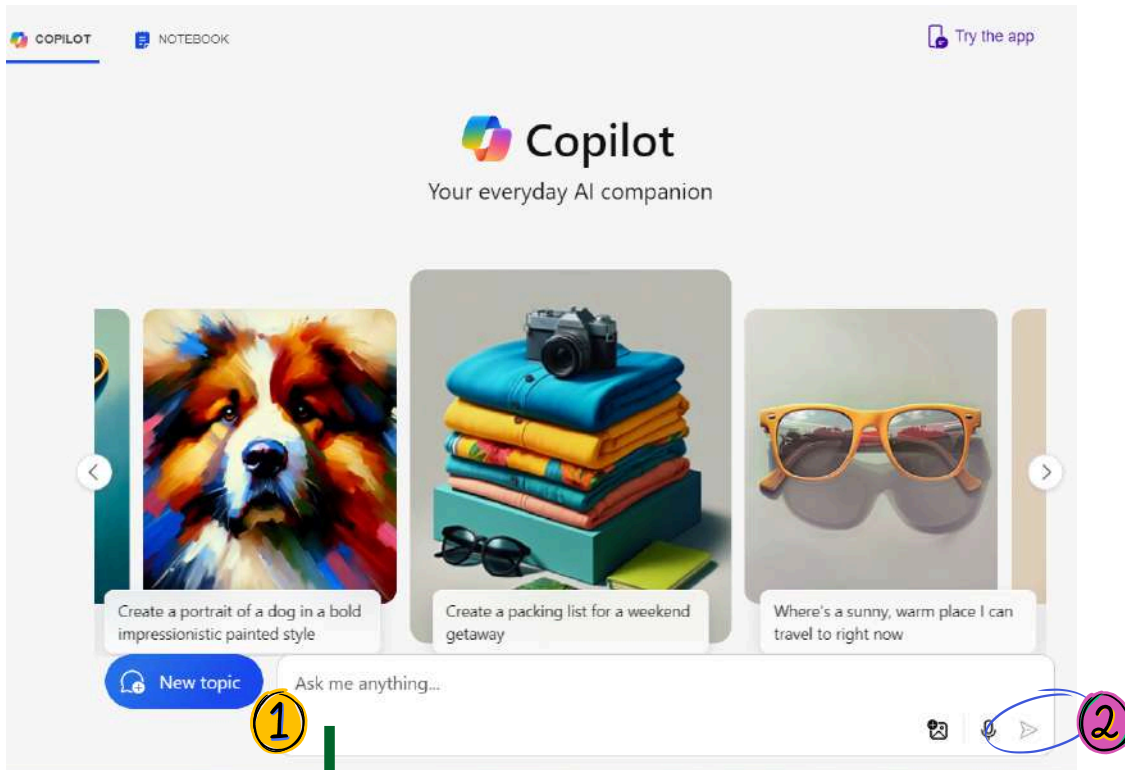 COPILOT
NOTEBOOK
Try the app
Copilot
Your everyday AI companion
Create a portrait of a dog in a bold
impressionistic painted style
Create a packing list for a weekend
getaway
Where's a sunny, warm place I can
travel to right now
New topic
Ask me anything...
1
2